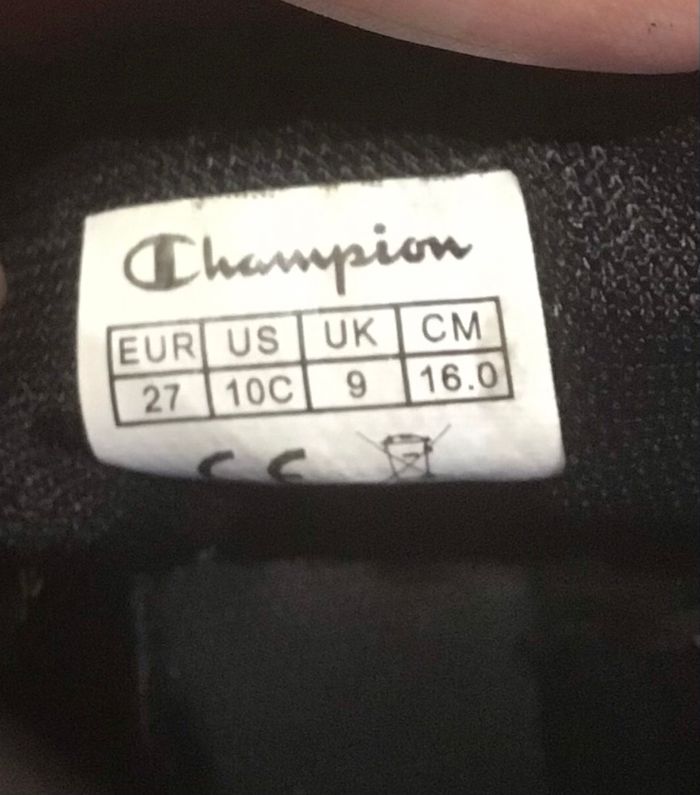 Champion
EUR US UK CM
27 10C 9 16.0
CE